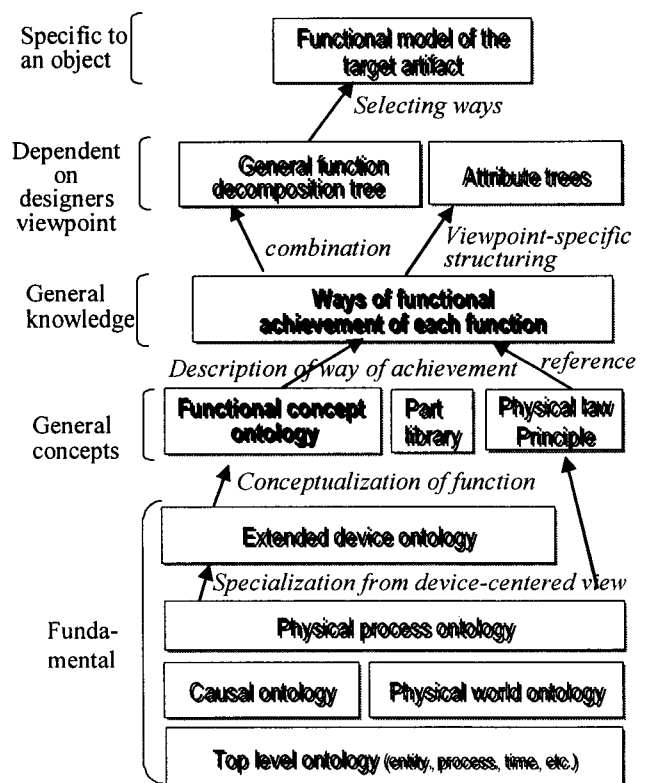 Specific to
an object
Functional model of the
target artifact
Selecting ways
Dependent
on
designers
viewpoint
General function
decomposition tree
Attribute trees
combination
Viewpoint-specific
structuring
General
knowledge
Ways of functional
achievement of each function
Description of way of achievement
reference
General
concepts
Functional concept
ontology
Part
library
Physical law
Principle
Conceptualization of function
Extended device ontology
Specialization from device-centered view
Funda-
mental
Physical process ontology
Causal ontology
Physical world ontology
Top level ontology (entity, process, time, etc.)